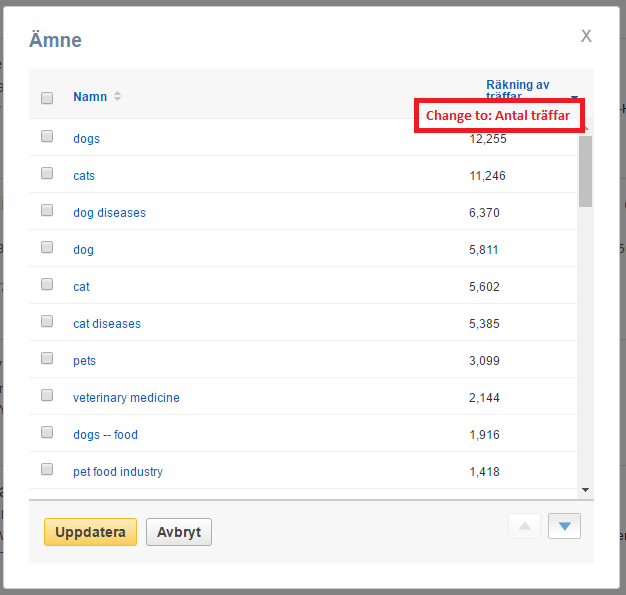 Ämne
X
Namn
Räkning av
träffar
Change to: Antal träffar
dogs 12,255
cats 11,246
dog diseases 6,370
dog 5,811
cat 5,602
cat diseases 5,385
pets 3,099
veterinary medicine 2,144
dogs -- food 1,916
pet food industry 1,418
Uppdatera Avbryt